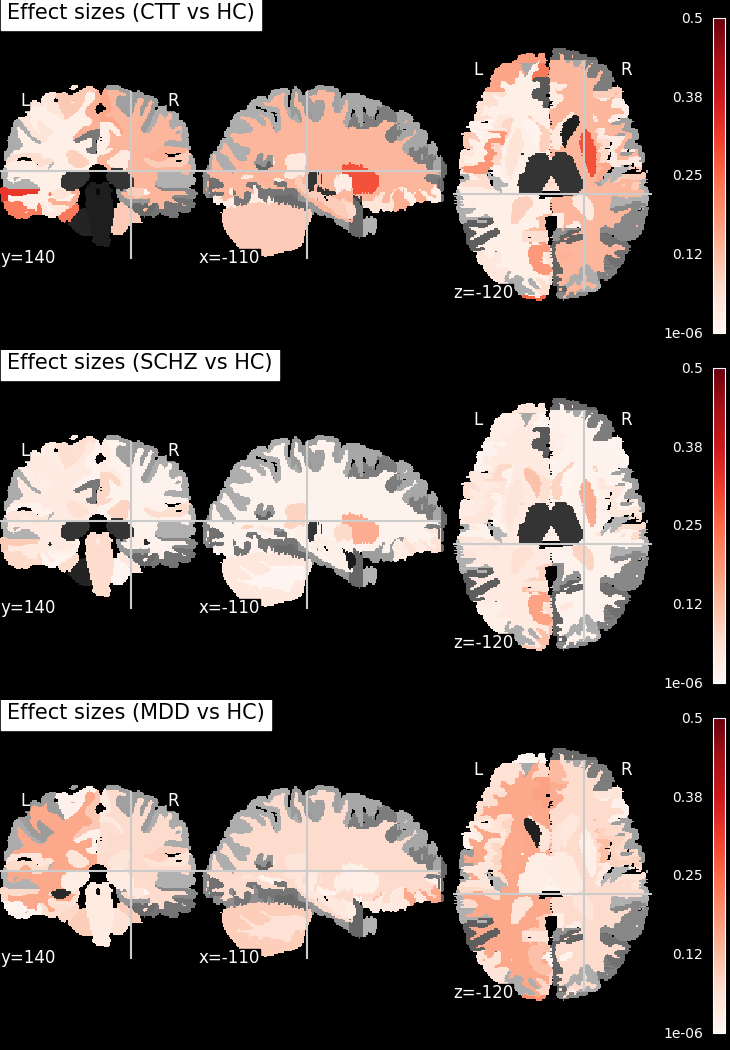 Effect sizes (CTT vs HC)
0.5
L R L R
0.38
0.25
0.12
y=140 x=-110
z=-120
1e-06
Effect sizes (SCHZ vs HC)
0.5
L R L R
0.38
0.25
0.12
y=140 x=-110
z=-120
1e-06
Effect sizes (MDD vs HC)
0.5
L R L R
0.38
0.25
0.12
y=140 x=-110
z=-120
1e-06